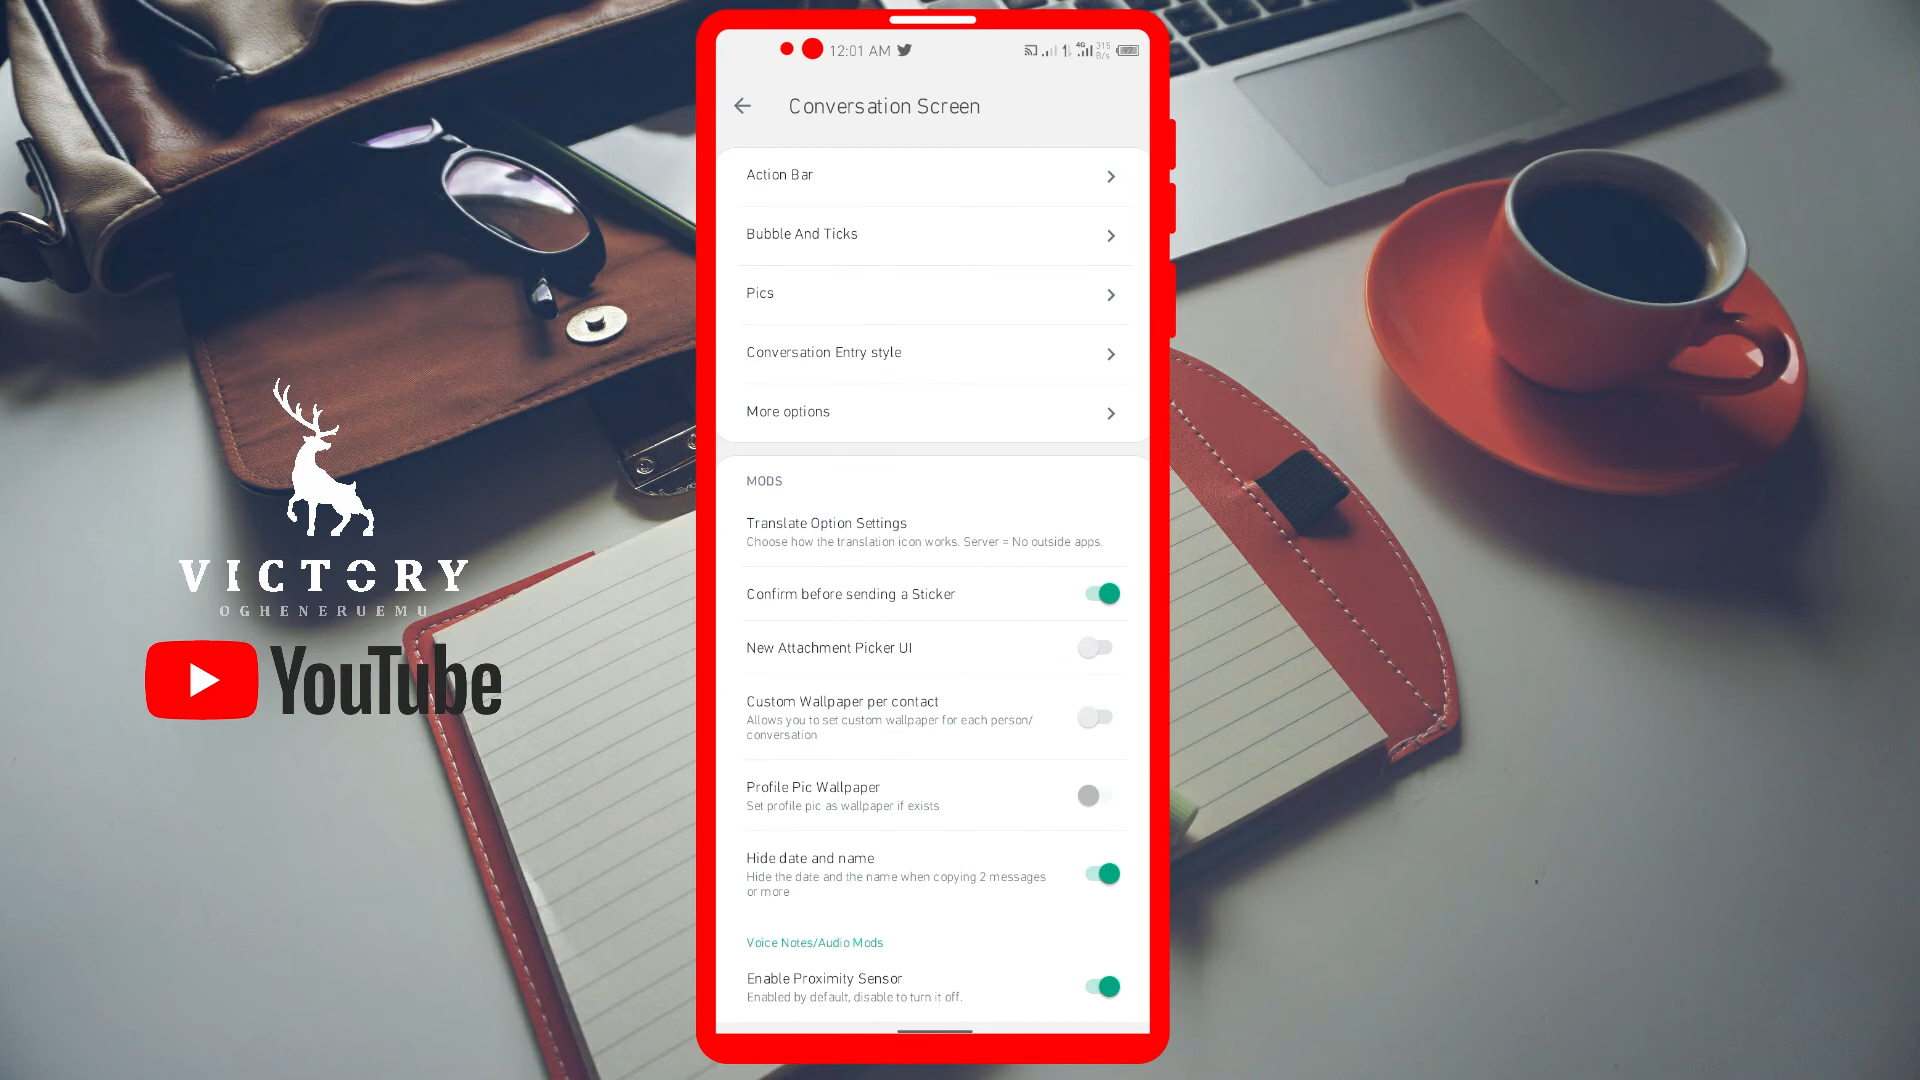 12:01 AM
4G
315
B/s
97
Conversation Screen
Action Bar
Bubble And Ticks
Pics
Conversation Entry style
More options
MODS
Translate Option Settings
Choose how the translation icon works. Server = No outside apps.
Confirm before sending a Sticker
New Attachment Picker UI
Custom Wallpaper per contact
Allows you to set custom wallpaper for each person/
conversation
Profile Pic Wallpaper
Set profile pic as wallpaper if exists
Hide date and name
Hide the date and the name when copying 2 messages
or more
Voice Notes/Audio Mods
Enable Proximity Sensor
Enabled by default, disable to turn it off.
VICTORY
OGHENERUEMU
YouTube